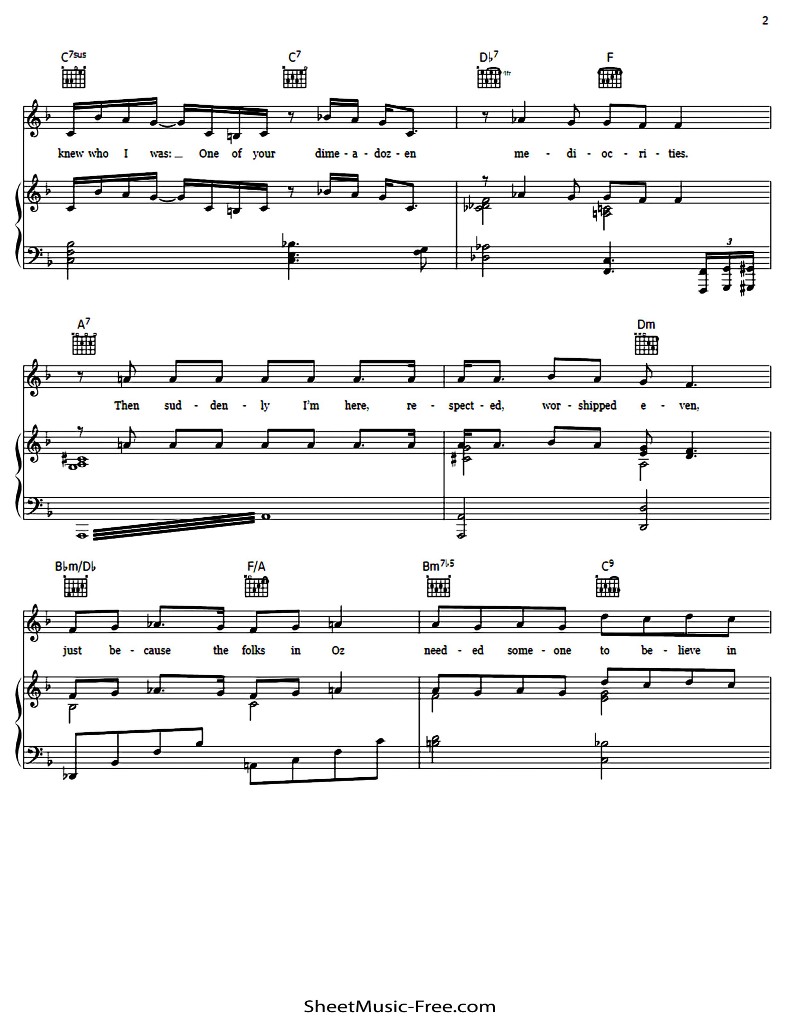 2
C7sus C7 D♭7 F
4fr
knew who I was: One of your dime - a - doz - en me - di - oc - ri - ties.
3
A7 Dm
Then sud - den - ly I'm here, re - spect - ed, wor - shipped e - ven,
B♭m/D♭ F/A Bm7♭5 C9
just be - cause the folks in Oz need - ed some - one to be - lieve in
SheetMusic-Free.com